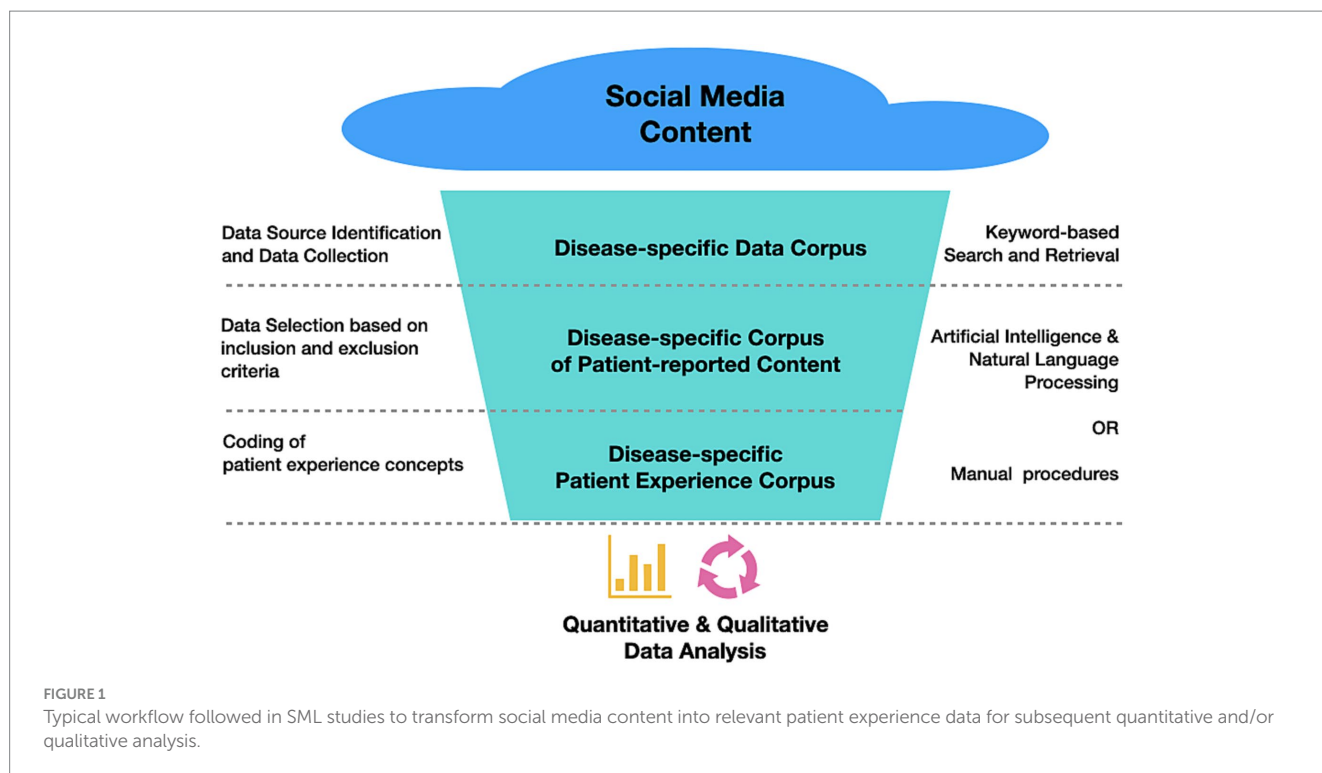 Social Media
Content
Data Source Identification
and Data Collection
Disease-specific Data Corpus
Keyword-based
Search and Retrieval
Data Selection based on
inclusion and exclusion
criteria
Disease-specific Corpus
of Patient-reported Content
Artificial Intelligence &
Natural Language
Processing
OR
Manual procedures
Coding of
patient experience concepts
Disease-specific
Patient Experience Corpus
Quantitative & Qualitative
Data Analysis
FIGURE 1
Typical workflow followed in SML studies to transform social media content into relevant patient experience data for subsequent quantitative and/or
qualitative analysis.